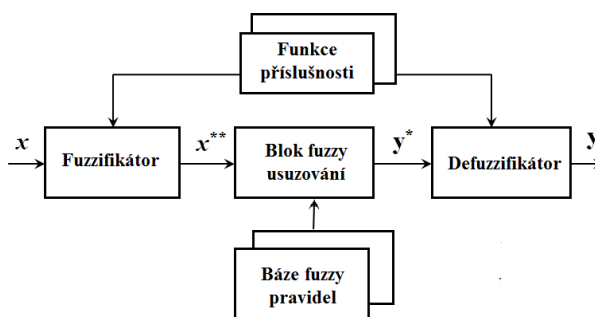 Funkce
příslušnosti
x
Fuzzifikátor
x**
Blok fuzzy
usuzování
y*
Defuzzifikátor
y
Báze fuzzy
pravidel